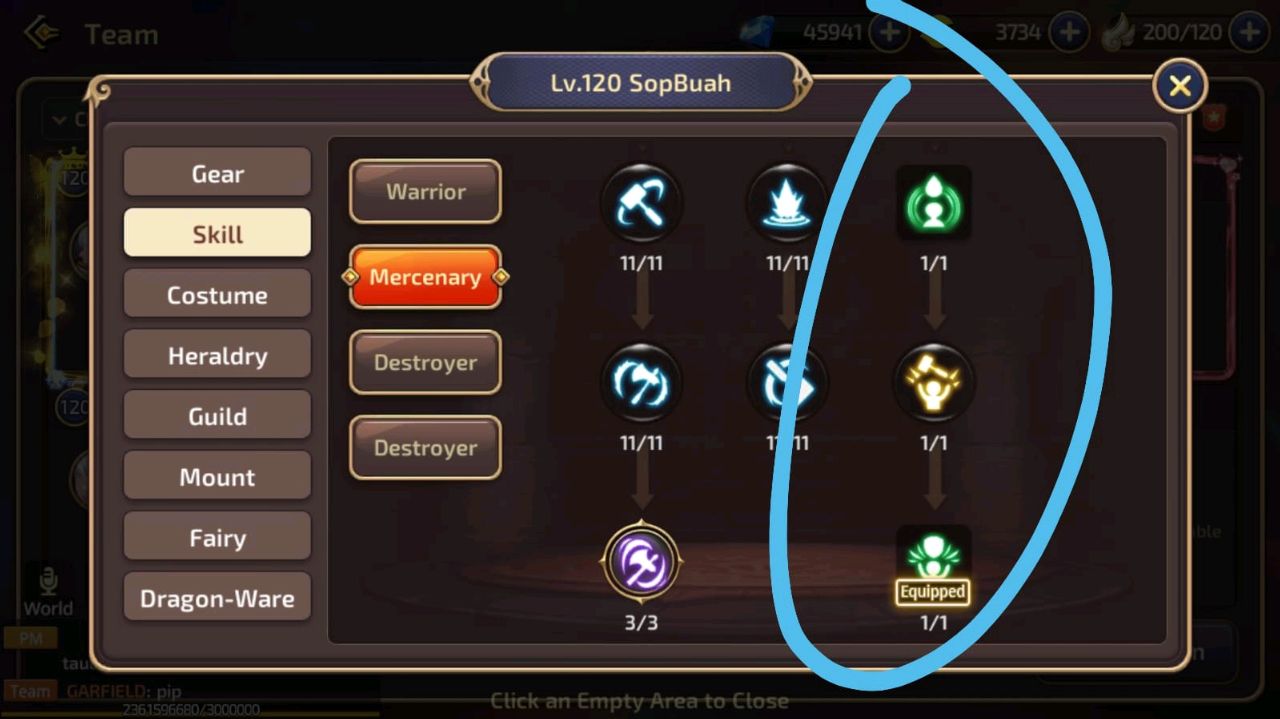 Team
45941
3734
200/120
Lv.120 SopBuah
Gear
Skill
Costume
Heraldry
Guild
Mount
Fairy
Dragon-Ware
Warrior
Mercenary
Destroyer
Destroyer
11/11
11/11
1/1
11/11
11/11
1/1
3/3
Equipped
1/1
120
120
World
PM
Team GARFIELD: pip
2361596680/3000000
Click an Empty Area to Close